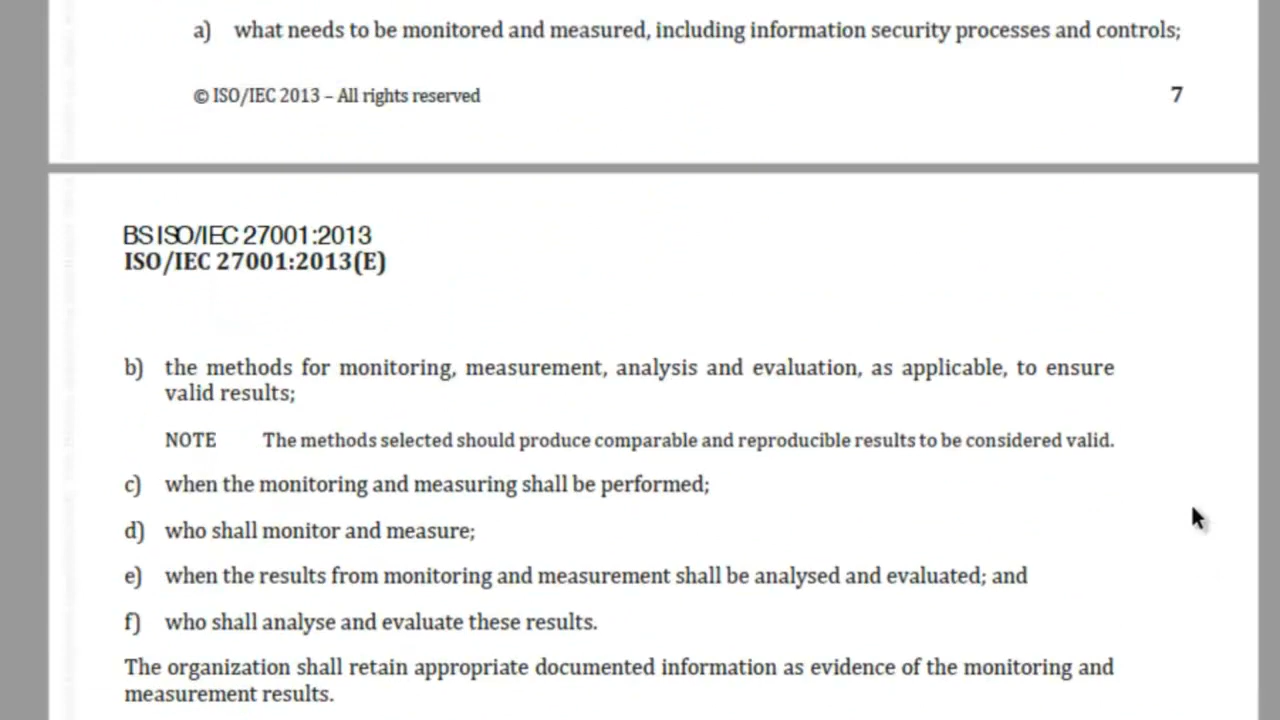 a) what needs to be monitored and measured, including information security processes and controls;
© ISO/IEC 2013 – All rights reserved 7
BS ISO/IEC 27001:2013
ISO/IEC 27001:2013(E)
b) the methods for monitoring, measurement, analysis and evaluation, as applicable, to ensure
valid results;
NOTE The methods selected should produce comparable and reproducible results to be considered valid.
c) when the monitoring and measuring shall be performed;
d) who shall monitor and measure;
e) when the results from monitoring and measurement shall be analysed and evaluated; and
f) who shall analyse and evaluate these results.
The organization shall retain appropriate documented information as evidence of the monitoring and
measurement results.